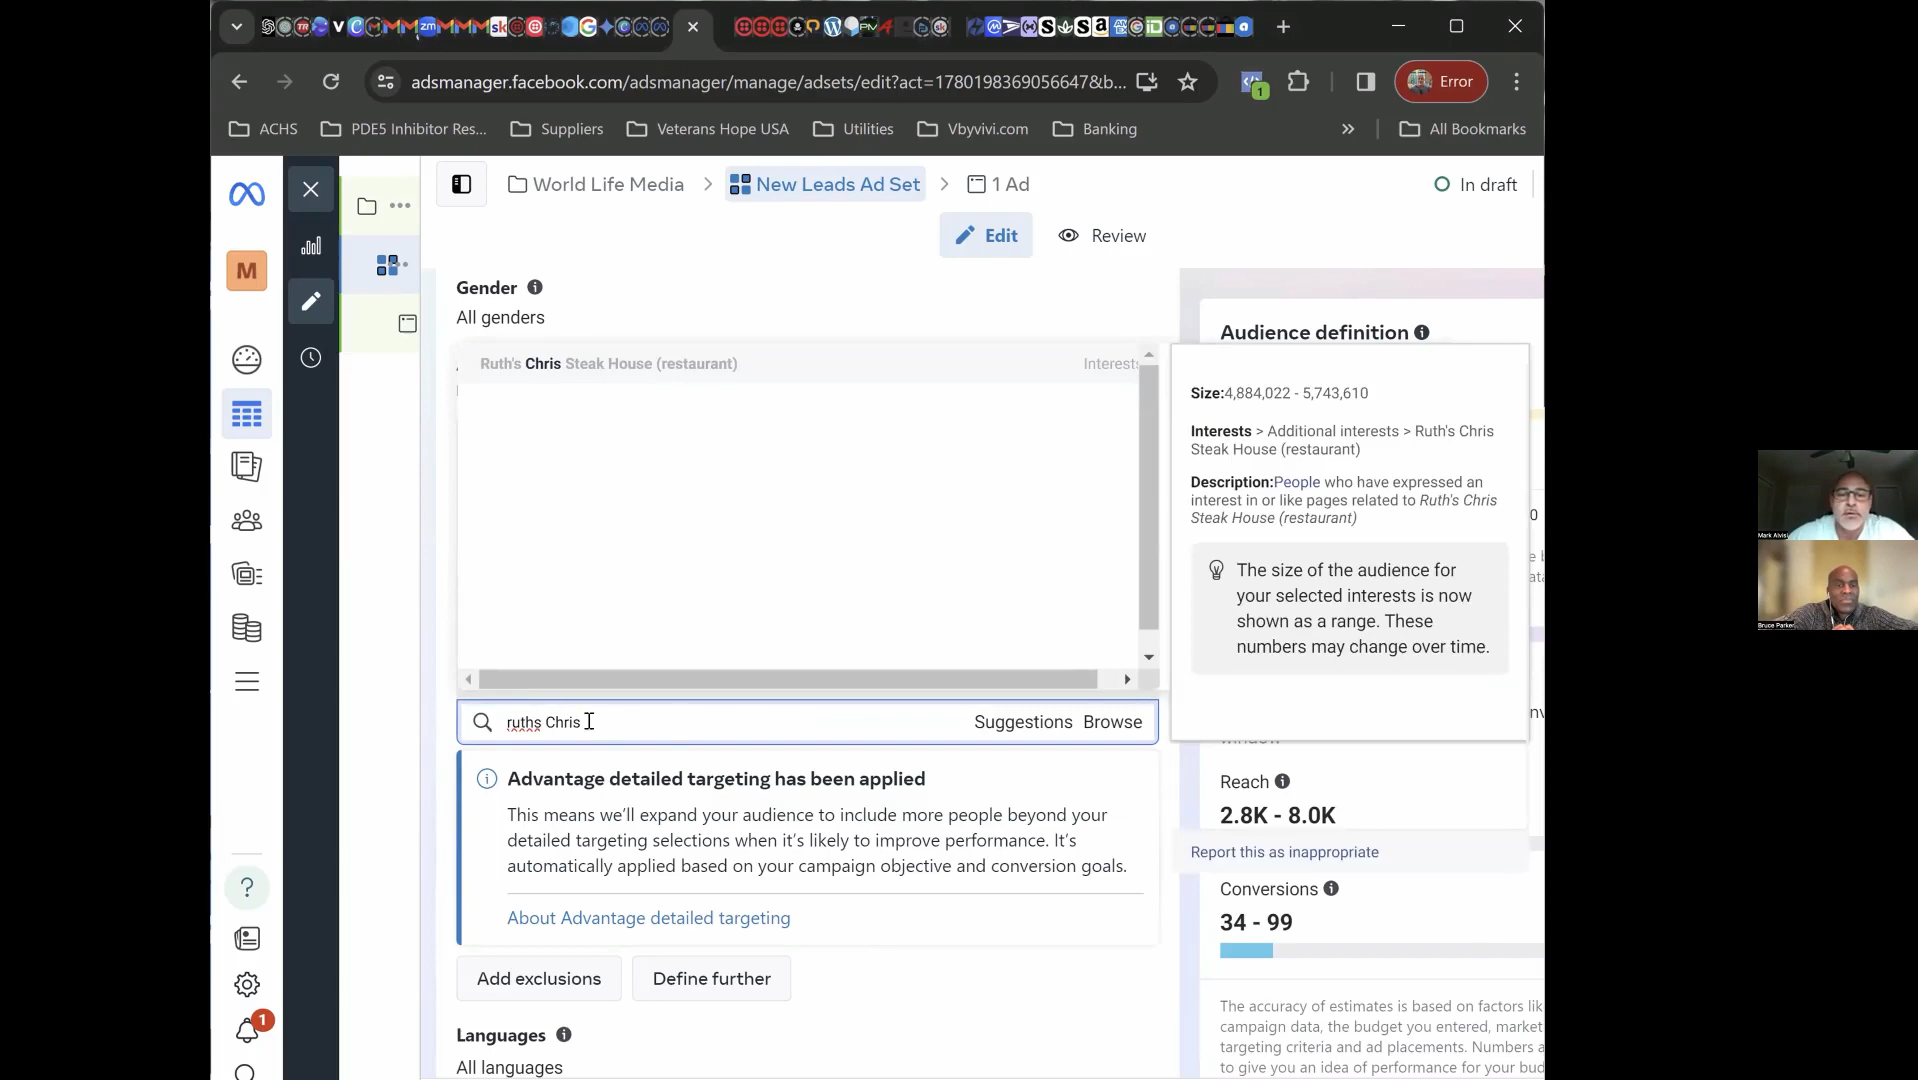 Error
adsmanager.facebook.com/adsmanager/manage/adsets/edit?act=1780198369056647&b...
1
ACHS
PDE5 Inhibitor Res...
Suppliers
Veterans Hope USA
Utilities
Vbyvivi.com
Banking
All Bookmarks
World Life Media
New Leads Ad Set
1 Ad
In draft
Edit
Review
M
Gender
All genders
Ruth's Chris Steak House (restaurant)
Interests
Audience definition
Size:4,884,022 - 5,743,610
Interests > Additional interests > Ruth's Chris
Steak House (restaurant)
Description:People who have expressed an
interest in or like pages related to Ruth's Chris
Steak House (restaurant)
The size of the audience for
your selected interests is now
shown as a range. These
numbers may change over time.
ruths Chris
Suggestions
Browse
Advantage detailed targeting has been applied
This means we'll expand your audience to include more people beyond your
detailed targeting selections when it's likely to improve performance. It's
automatically applied based on your campaign objective and conversion goals.
About Advantage detailed targeting
Reach
2.8K - 8.0K
Report this as inappropriate
Conversions
34 - 99
Add exclusions
Define further
Languages
All languages
The accuracy of estimates is based on factors lik
campaign data, the budget you entered, market
targeting criteria and ad placements. Numbers a
to give you an idea of performance for your bud
1
Mark Alvisi
Bruce Parker